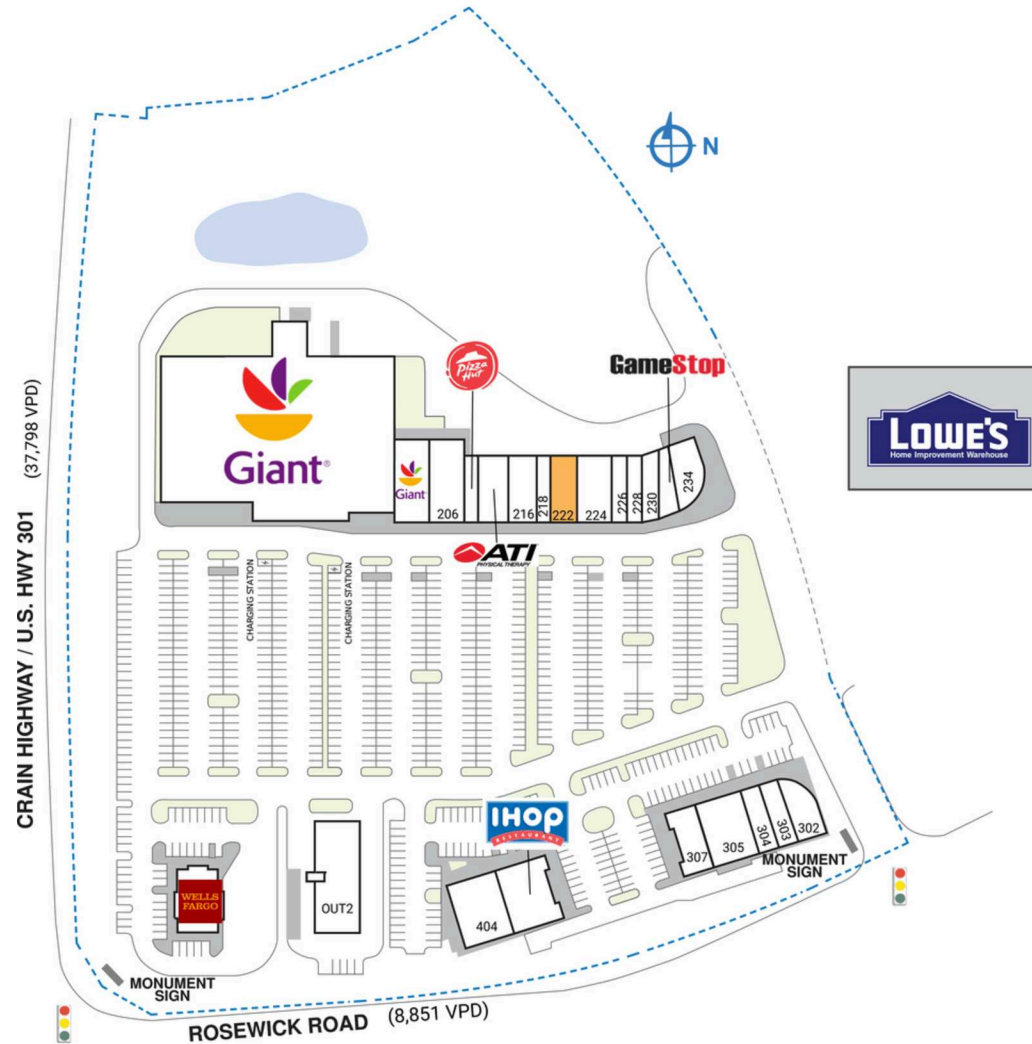 N
Pizza
Hut
GameStop
LOWE'S
Home Improvement Warehouse
Giant®
Giant
206
216
218
222
224
226
228
230
234
ATI
PHYSICAL THERAPY
CRAIN HIGHWAY / U.S. HWY 301 (37,798 VPD)
CHARGING STATION
CHARGING STATION
IHOP
RESTAURANT
307
305
304
303
302
MONUMENT
SIGN
WELLS
FARGO
OUT2
404
MONUMENT
SIGN
ROSEWICK ROAD (8,851 VPD)